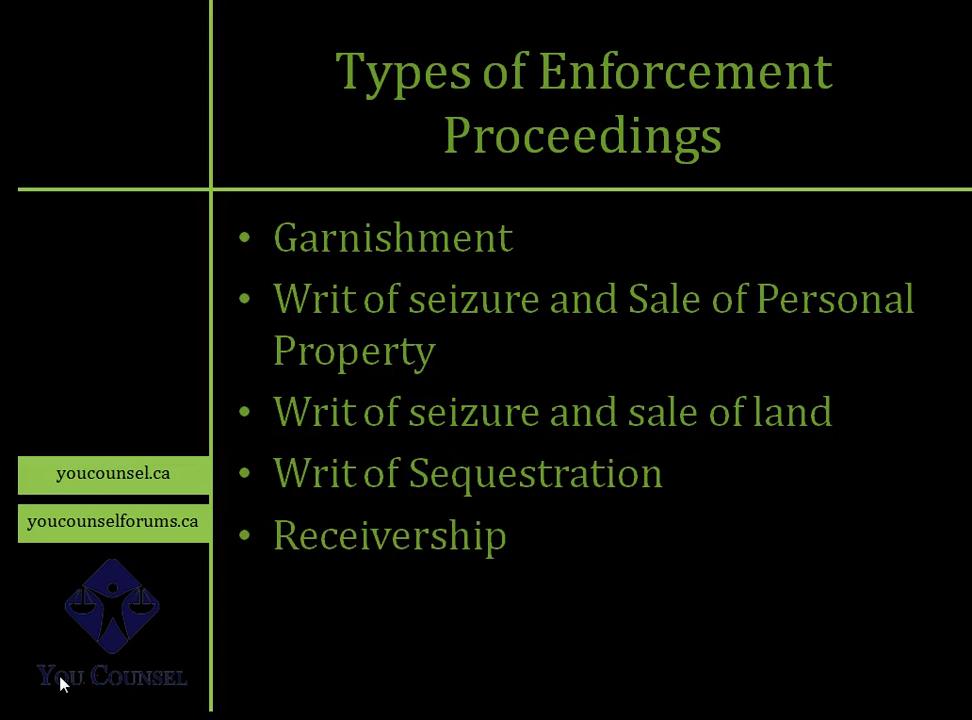 Types of Enforcement
Proceedings
• Garnishment
• Writ of seizure and Sale of Personal
Property
• Writ of seizure and sale of land
• Writ of Sequestration
• Receivership
youcounsel.ca
youcounselforums.ca
YOU COUNSEL